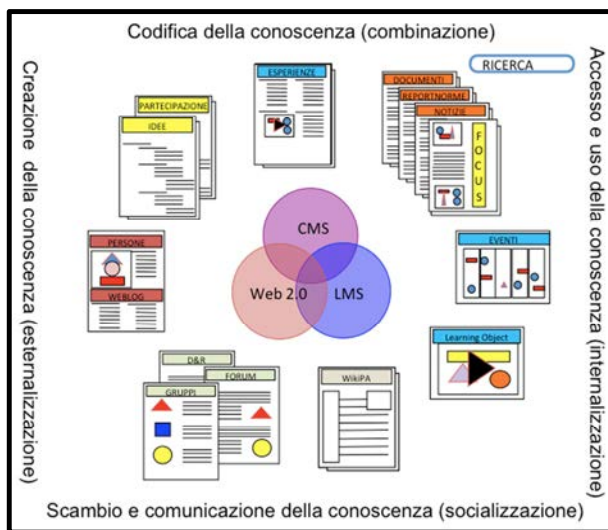 Codifica della conoscenza (combinazione)
RICERCA
ESPERIENZE
DOCUMENTI
REPORTNORME
NOTIZIE
FOCUS
PARTECIPAZIONE
IDEE
Creazione della conoscenza (esternalizzazione)
Accesso e uso della conoscenza (internalizzazione)
CMS
Web 2.0
LMS
PERSONE
WEBLOG
EVENTI
Learning Object
D&R
FORUM
GRUPPI
WikiPA
Scambio e comunicazione della conoscenza (socializzazione)